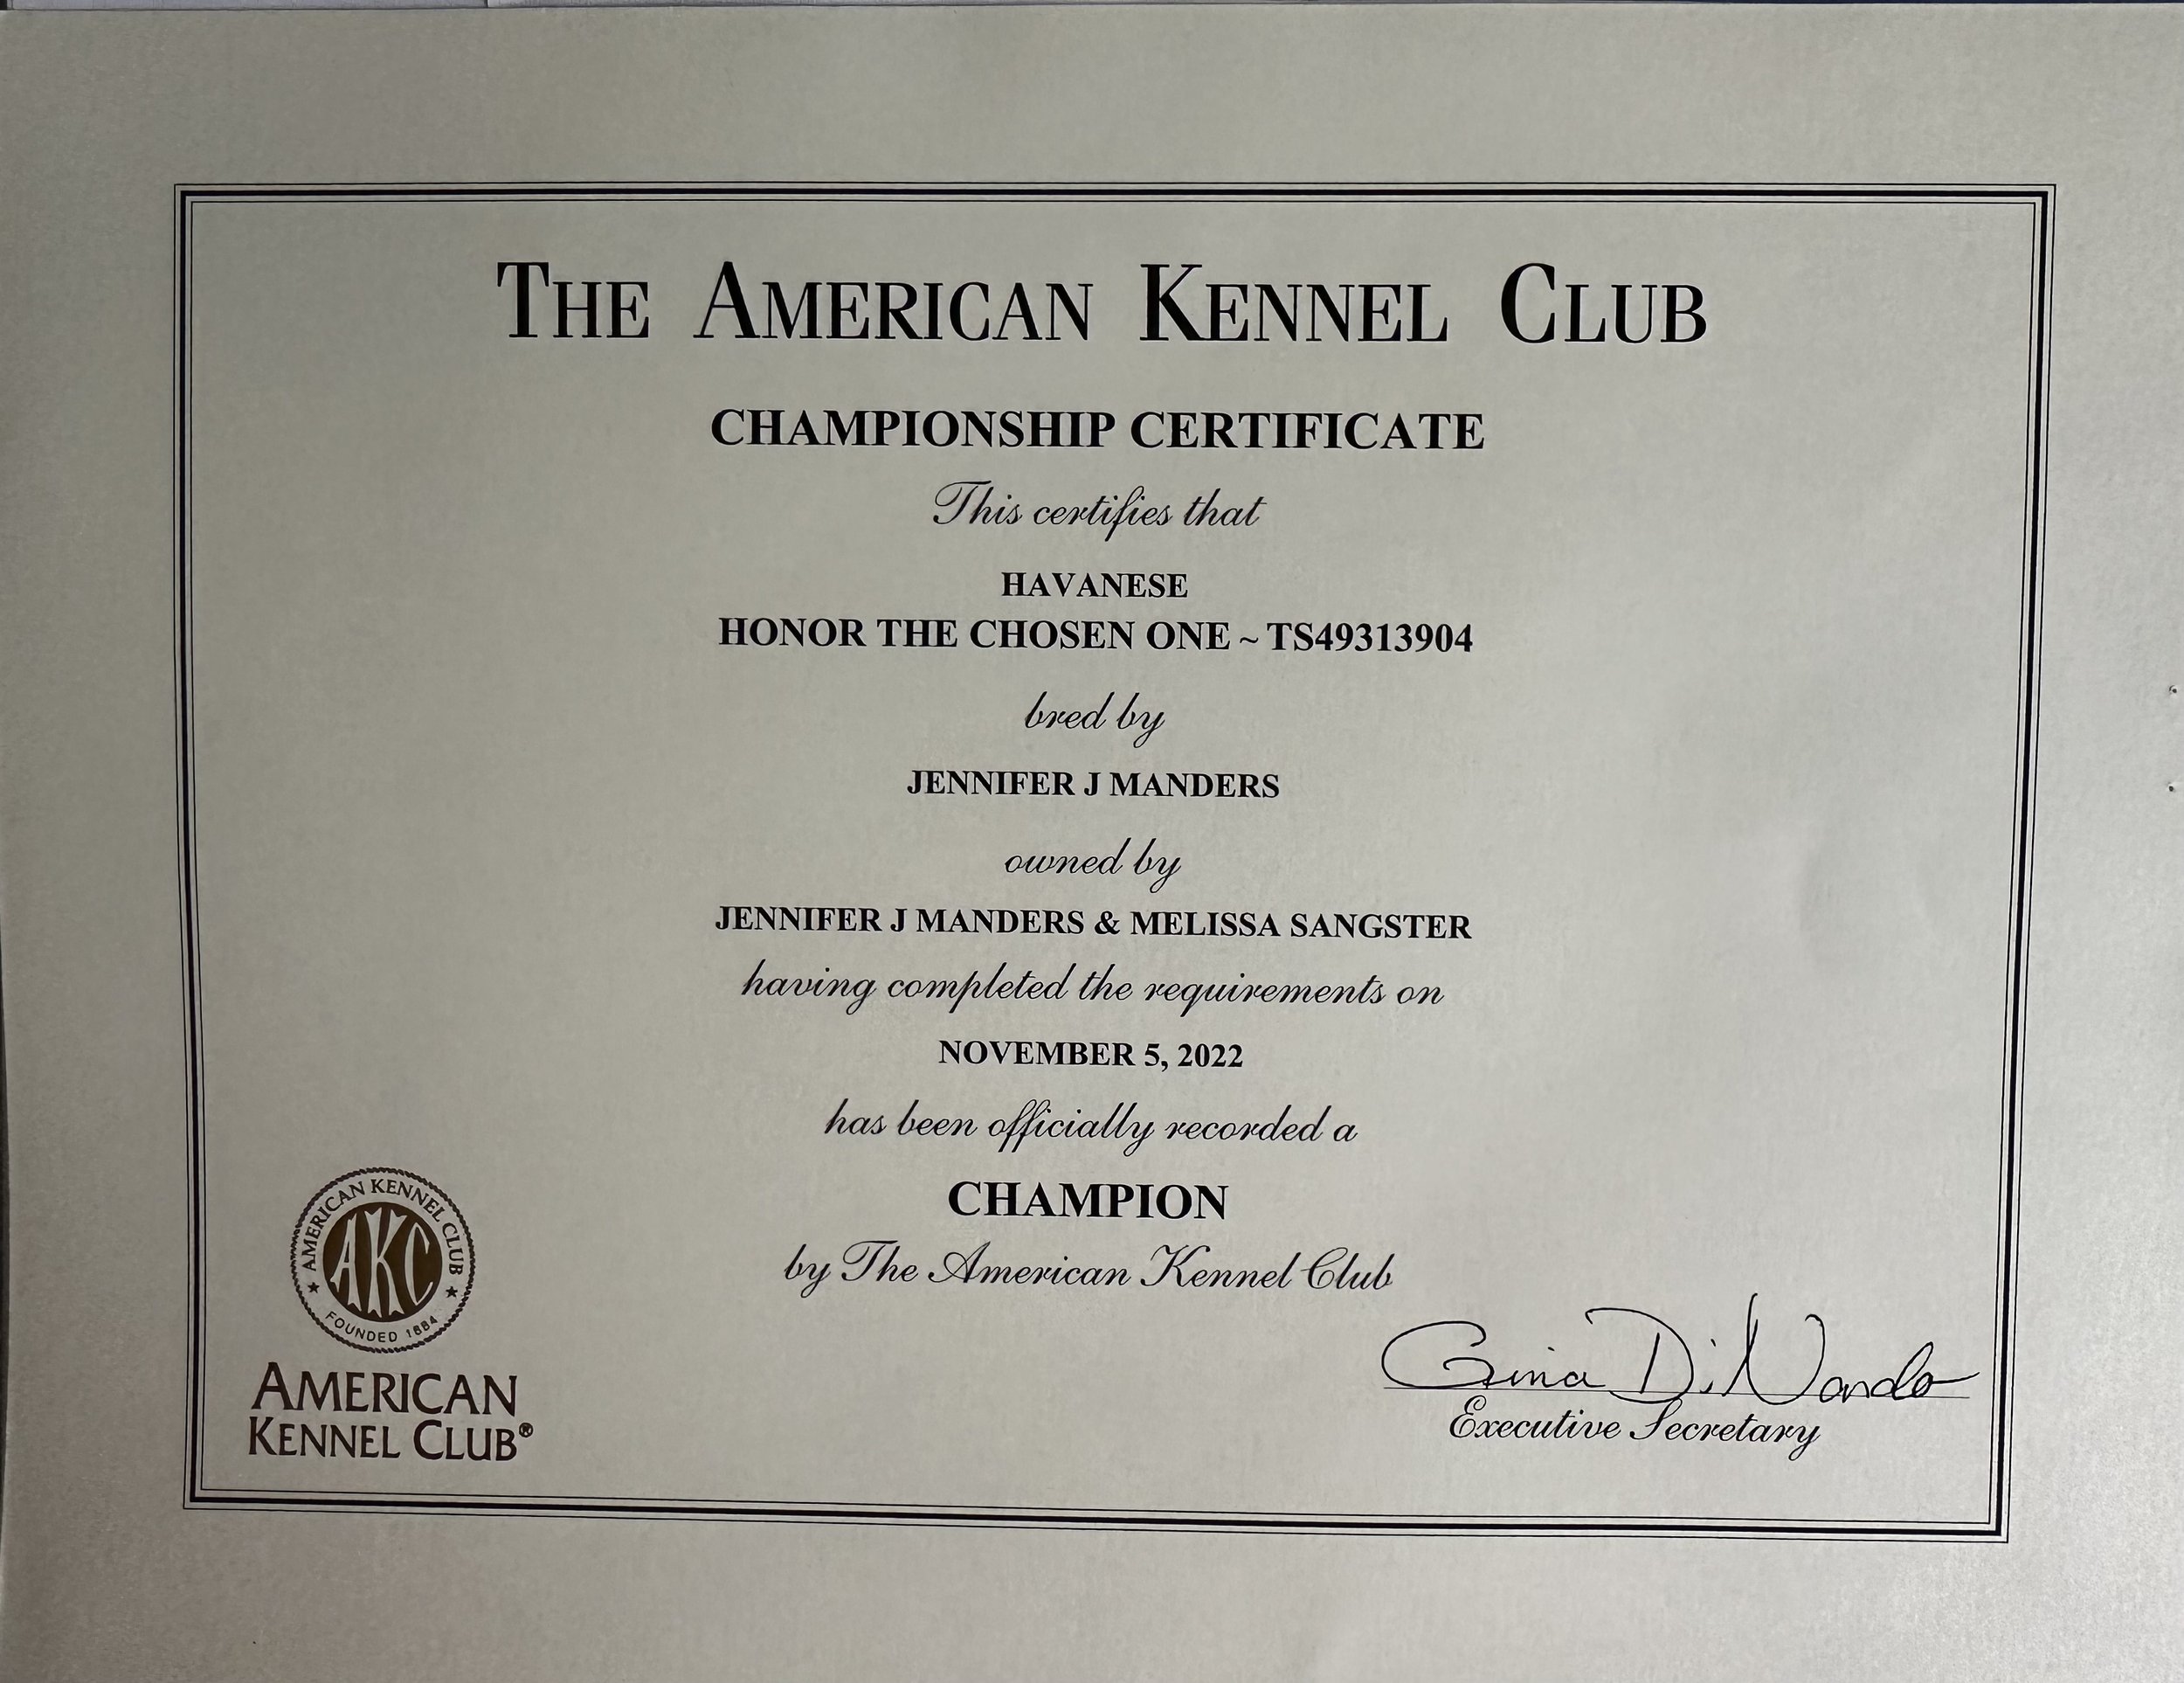 THE AMERICAN KENNEL CLUB
CHAMPIONSHIP CERTIFICATE
This certifies that
HAVANESE
HONOR THE CHOSEN ONE ~ TS49313904
bred by
JENNIFER J MANDERS
owned by
JENNIFER J MANDERS & MELISSA SANGSTER
having completed the requirements on
NOVEMBER 5, 2022
has been officially recorded a
CHAMPION
by The American Kennel Club
AMERICAN KENNEL CLUB
AKC
FOUNDED 1884
AMERICAN
KENNEL CLUB®
Gina DiNardo
Executive Secretary